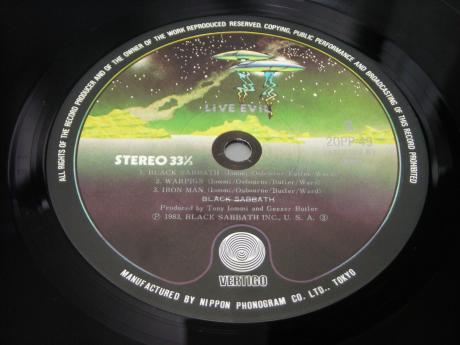 ALL RIGHTS OF THE RECORD PRODUCER AND OF THE OWNER OF THE WORK REPRODUCED RESERVED. COPYING, PUBLIC PERFORMANCE AND BROADCASTING OF THIS RECORD PROHIBITED
LIVE EVIL
20PP-49
STEREO 33⅓
1. BLACK SABBATH (Iommi/Osbourne/Butler/Ward)
2. WARPIGS (Iommi/Osbourne/Butler/Ward)
3. IRON MAN, (Iommi/Osbourne/Butler/Ward)
BLACK SABBATH
Produced by Tony Iommi and Geezer Butler
Ⓟ 1983, BLACK SABBATH INC., U. S. A.
VERTIGO
MANUFACTURED BY NIPPON PHONOGRAM CO. LTD., TOKYO